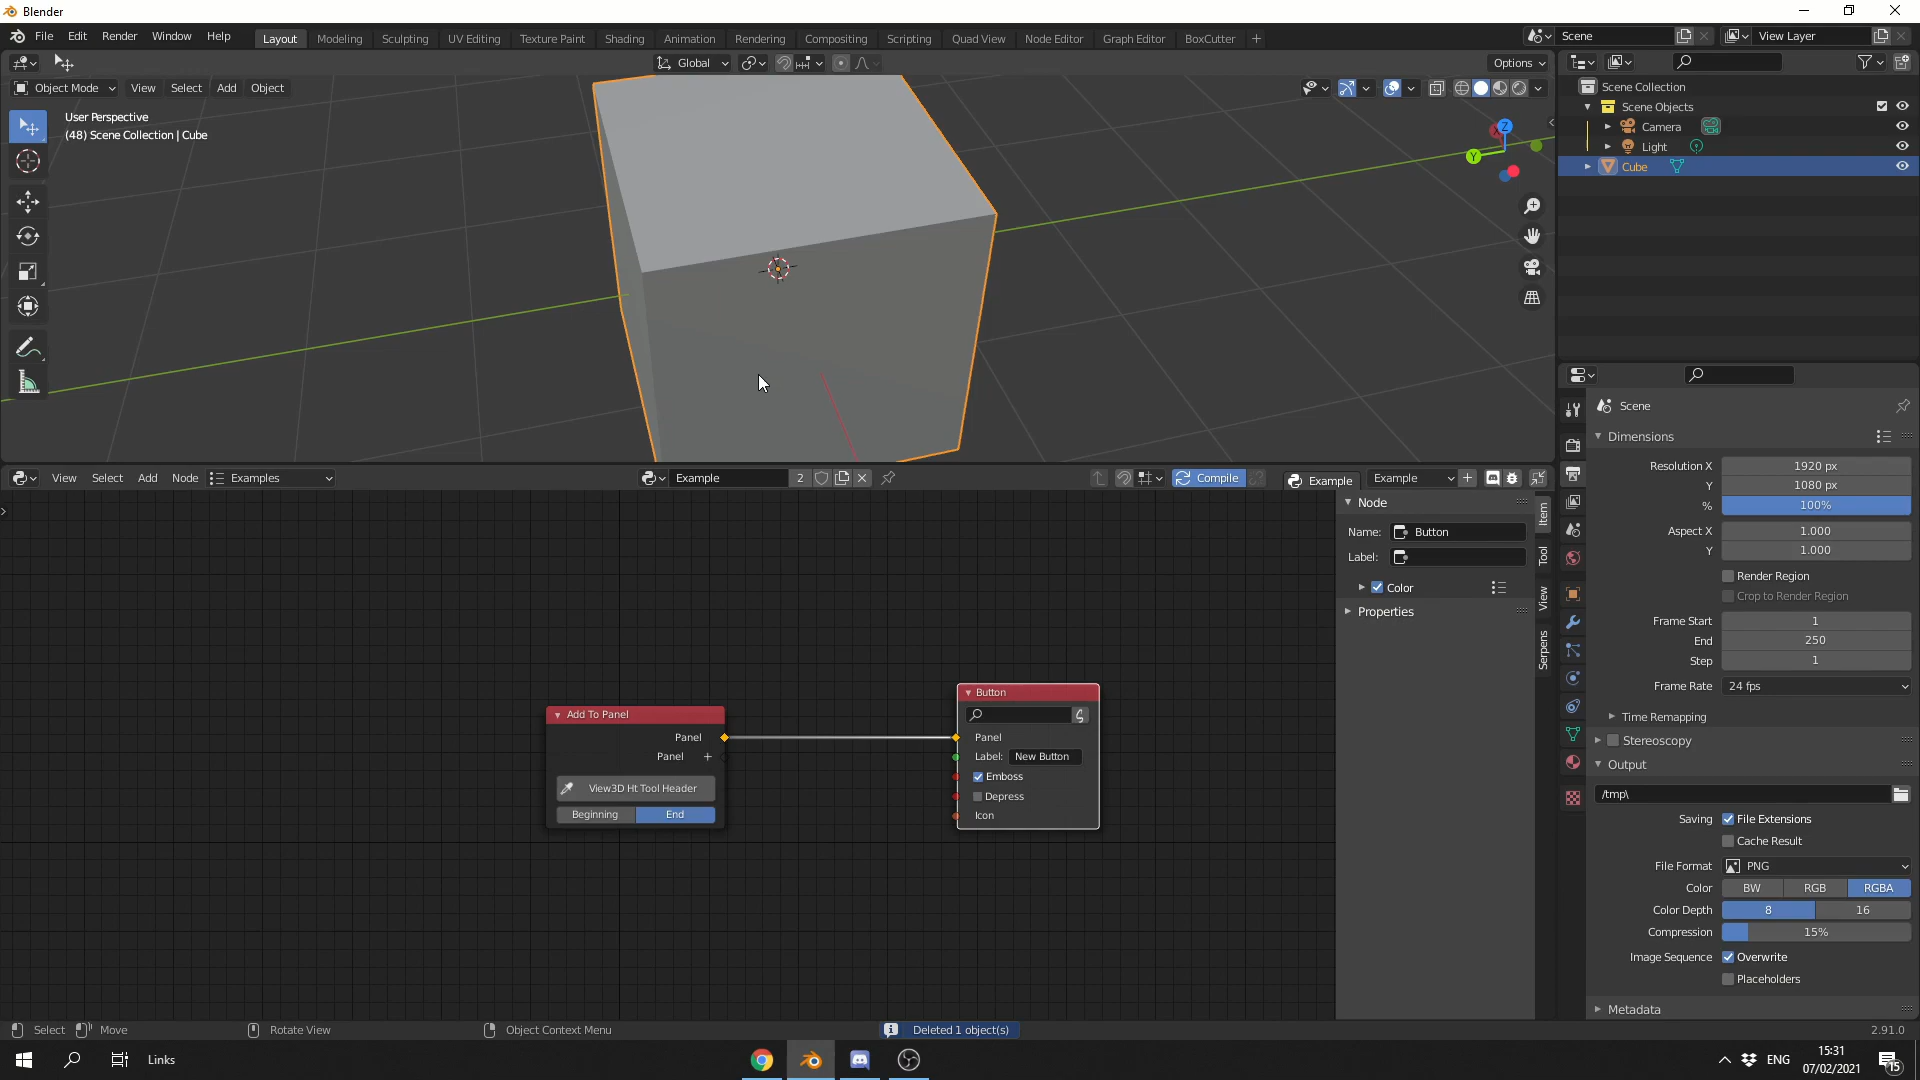 Blender
File Edit Render Window Help
Layout Modeling Sculpting UV Editing Texture Paint Shading Animation Rendering Compositing Scripting Quad View Node Editor Graph Editor BoxCutter +
Scene
View Layer
Global
Options
Object Mode View Select Add Object
User Perspective
(48) Scene Collection | Cube
Z
X
Y
Scene Collection
Scene Objects
Camera
Light
Cube
View Select Add Node Examples
Example 2
Compile
Example
Example
Node
Name: Button
Label:
Color
Properties
Item
Tool
View
Serpens
Add To Panel
Panel
Panel +
View3D Ht Tool Header
Beginning End
Button
Panel
Label: New Button
Emboss
Depress
Icon
Scene
Dimensions
Resolution X 1920 px
Y 1080 px
% 100%
Aspect X 1.000
Y 1.000
Render Region
Crop to Render Region
Frame Start 1
End 250
Step 1
Frame Rate 24 fps
Time Remapping
Stereoscopy
Output
/tmp\
Saving File Extensions
Cache Result
File Format PNG
Color BW RGB RGBA
Color Depth 8 16
Compression 15%
Image Sequence Overwrite
Placeholders
Metadata
Select Move Rotate View Object Context Menu Deleted 1 object(s) 2.91.0
Links
ENG
15:31
07/02/2021
15